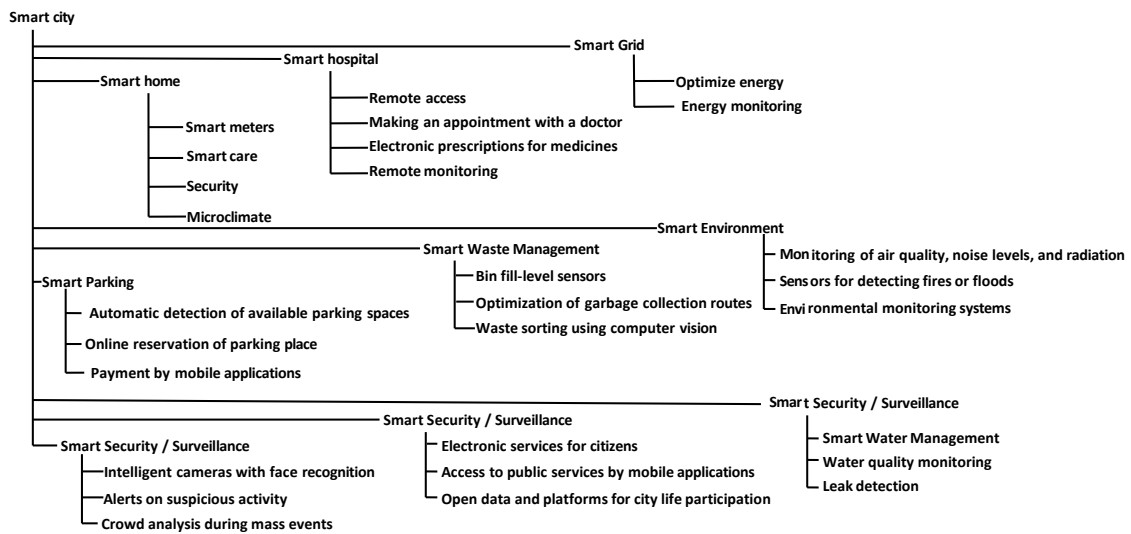 Smart city
Smart Grid
Optimize energy
Energy monitoring
Smart hospital
Remote access
Making an appointment with a doctor
Electronic prescriptions for medicines
Remote monitoring
Smart home
Smart meters
Smart care
Security
Microclimate
Smart Environment
Monitoring of air quality, noise levels, and radiation
Sensors for detecting fires or floods
Environmental monitoring systems
Smart Waste Management
Bin fill-level sensors
Optimization of garbage collection routes
Waste sorting using computer vision
Smart Parking
Automatic detection of available parking spaces
Online reservation of parking place
Payment by mobile applications
Smart Security / Surveillance
Smart Water Management
Water quality monitoring
Leak detection
Smart Security / Surveillance
Electronic services for citizens
Access to public services by mobile applications
Open data and platforms for city life participation
Smart Security / Surveillance
Intelligent cameras with face recognition
Alerts on suspicious activity
Crowd analysis during mass events